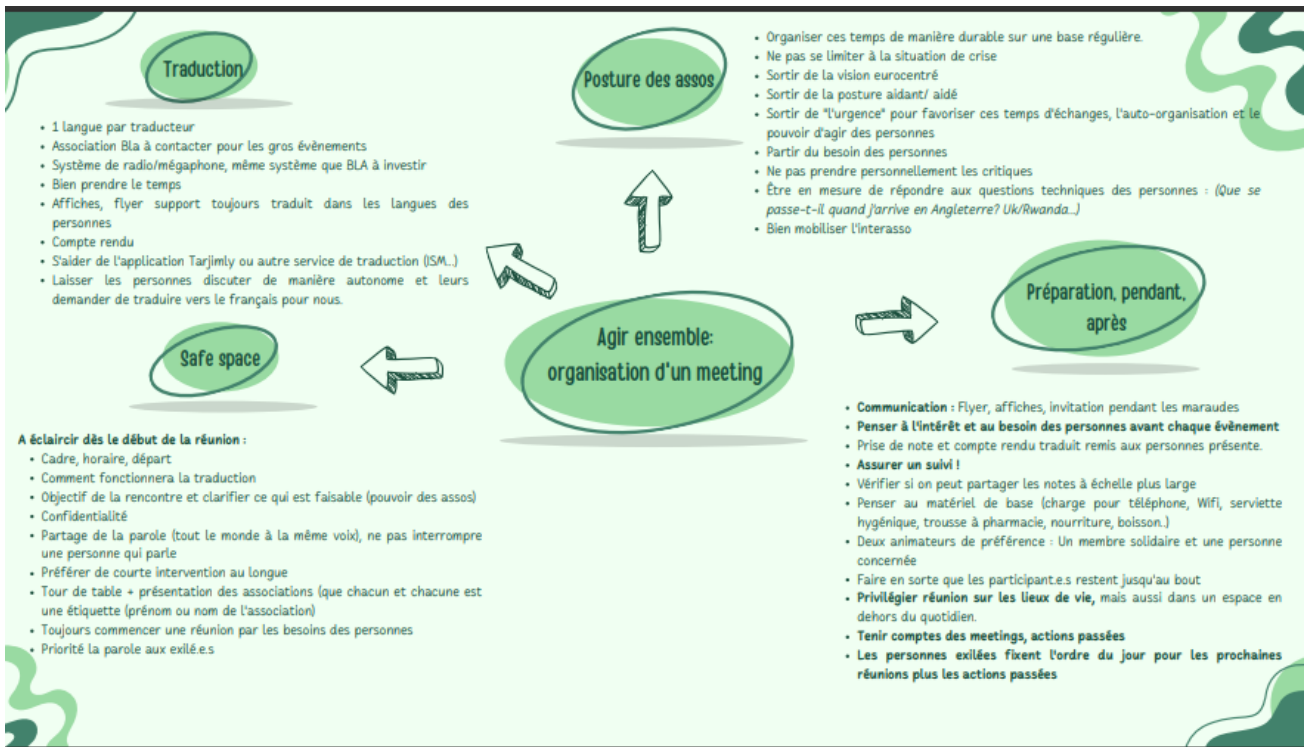 Traduction
• 1 langue par traducteur
• Association Bla à contacter pour les gros évènements
• Système de radio/mégaphone, même système que BLA à investir
• Bien prendre le temps
• Affiches, flyer support toujours traduit dans les langues des
personnes
• Compte rendu
• S'aider de l'application Tarjimly ou autre service de traduction (ISM...)
• Laisser les personnes discuter de manière autonome et leurs
demander de traduire vers le français pour nous.
Posture des assos
• Organiser ces temps de manière durable sur une base régulière.
• Ne pas se limiter à la situation de crise
• Sortir de la vision eurocentré
• Sortir de la posture aidant/ aidé
• Sortir de "l'urgence" pour favoriser ces temps d'échanges, l'auto-organisation et le
pouvoir d'agir des personnes
• Partir du besoin des personnes
• Ne pas prendre personnellement les critiques
• Être en mesure de répondre aux questions techniques des personnes : (Que se
passe-t-il quand j'arrive en Angleterre? Uk/Rwanda...)
• Bien mobiliser l'interasso
Agir ensemble:
organisation d'un meeting
Safe space
A éclaircir dès le début de la réunion :
• Cadre, horaire, départ
• Comment fonctionnera la traduction
• Objectif de la rencontre et clarifier ce qui est faisable (pouvoir des assos)
• Confidentialité
• Partage de la parole (tout le monde à la même voix), ne pas interrompre
une personne qui parle
• Préférer de courte intervention au longue
• Tour de table + présentation des associations (que chacun et chacune est
une étiquette (prénom ou nom de l'association)
• Toujours commencer une réunion par les besoins des personnes
• Priorité la parole aux exilé.e.s
Préparation, pendant,
après
• Communication : Flyer, affiches, invitation pendant les maraudes
• Penser à l'intérêt et au besoin des personnes avant chaque évènement
• Prise de note et compte rendu traduit remis aux personnes présente.
• Assurer un suivi !
• Vérifier si on peut partager les notes à échelle plus large
• Penser au matériel de base (charge pour téléphone, Wifi, serviette
hygénique, trousse à pharmacie, nourriture, boisson..)
• Deux animateurs de préférence : Un membre solidaire et une personne
concernée
• Faire en sorte que les participant.e.s restent jusqu'au bout
• Privilégier réunion sur les lieux de vie, mais aussi dans un espace en
dehors du quotidien.
• Tenir comptes des meetings, actions passées
• Les personnes exilées fixent l'ordre du jour pour les prochaines
réunions plus les actions passées